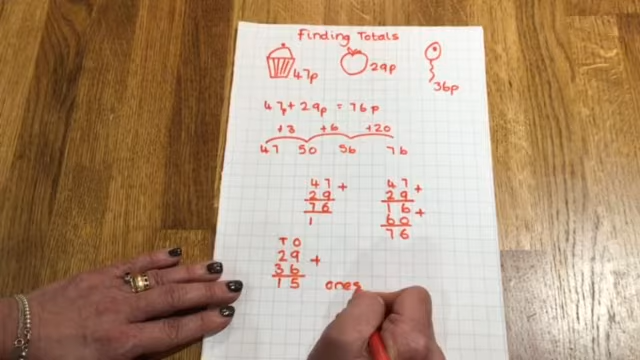 Finding Totals
47p 29p 36p
47p + 29p = 76p
+3 +6 +20
47 50 56 76
47 +
29
76
1
47 +
29
16 +
60
76
T O
29 +
36
15 ones